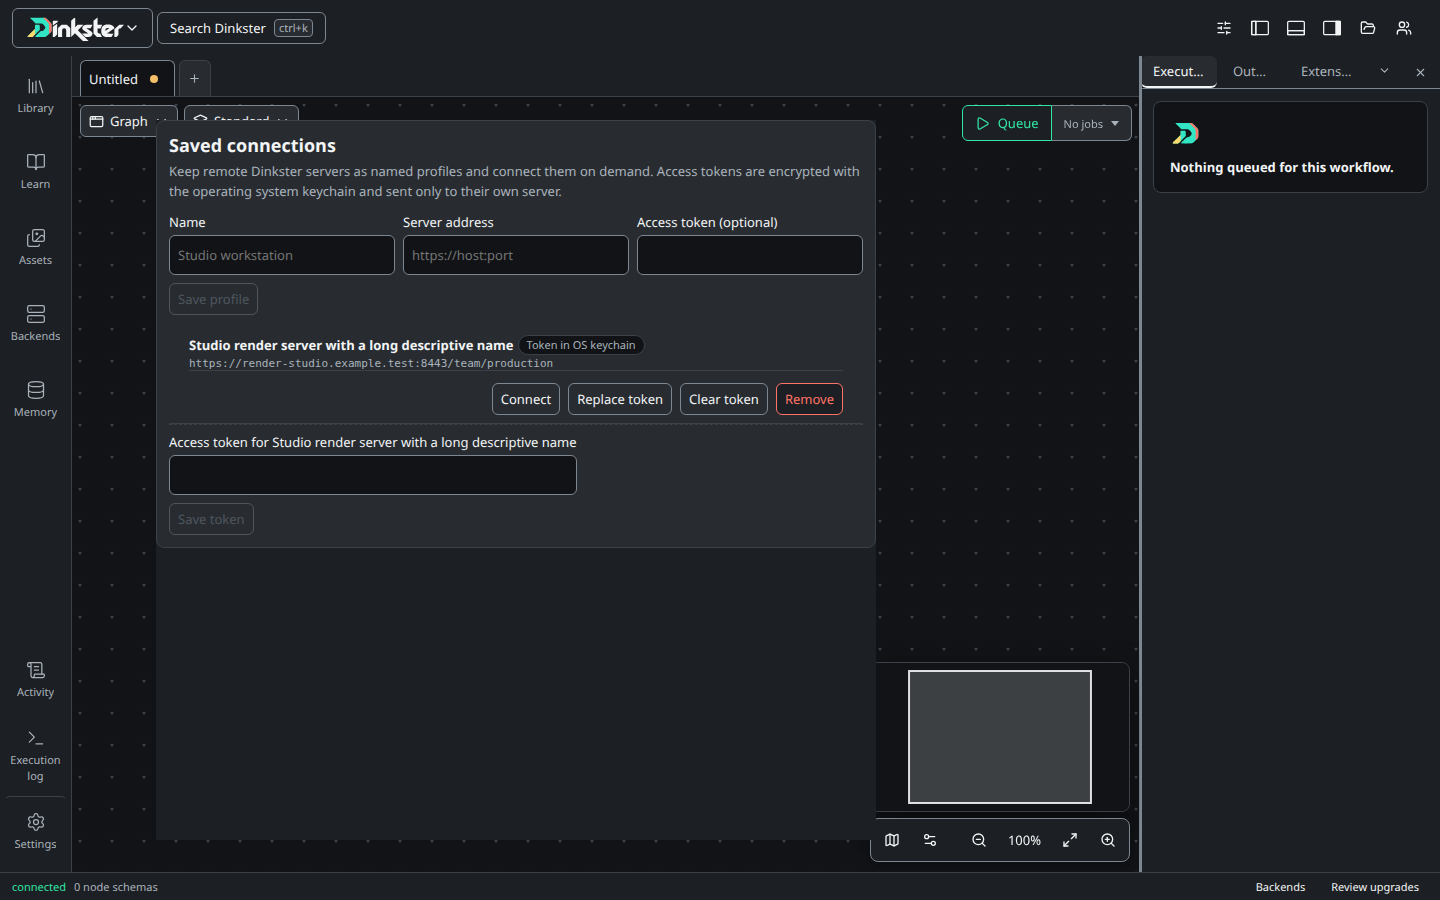 Dinkster
Search Dinkster ctrl+k
Untitled
+
Execut...
Out...
Extens...
Library
Learn
Assets
Backends
Memory
Activity
Execution
log
Settings
Graph
Standard
Queue
No jobs
Nothing queued for this workflow.
Saved connections
Keep remote Dinkster servers as named profiles and connect them on demand. Access tokens are encrypted with
the operating system keychain and sent only to their own server.
Name
Server address
Access token (optional)
Studio workstation
https://host:port
Save profile
Studio render server with a long descriptive name Token in OS keychain
https://render-studio.example.test:8443/team/production
Connect
Replace token
Clear token
Remove
Access token for Studio render server with a long descriptive name
Save token
100%
connected 0 node schemas
Backends
Review upgrades